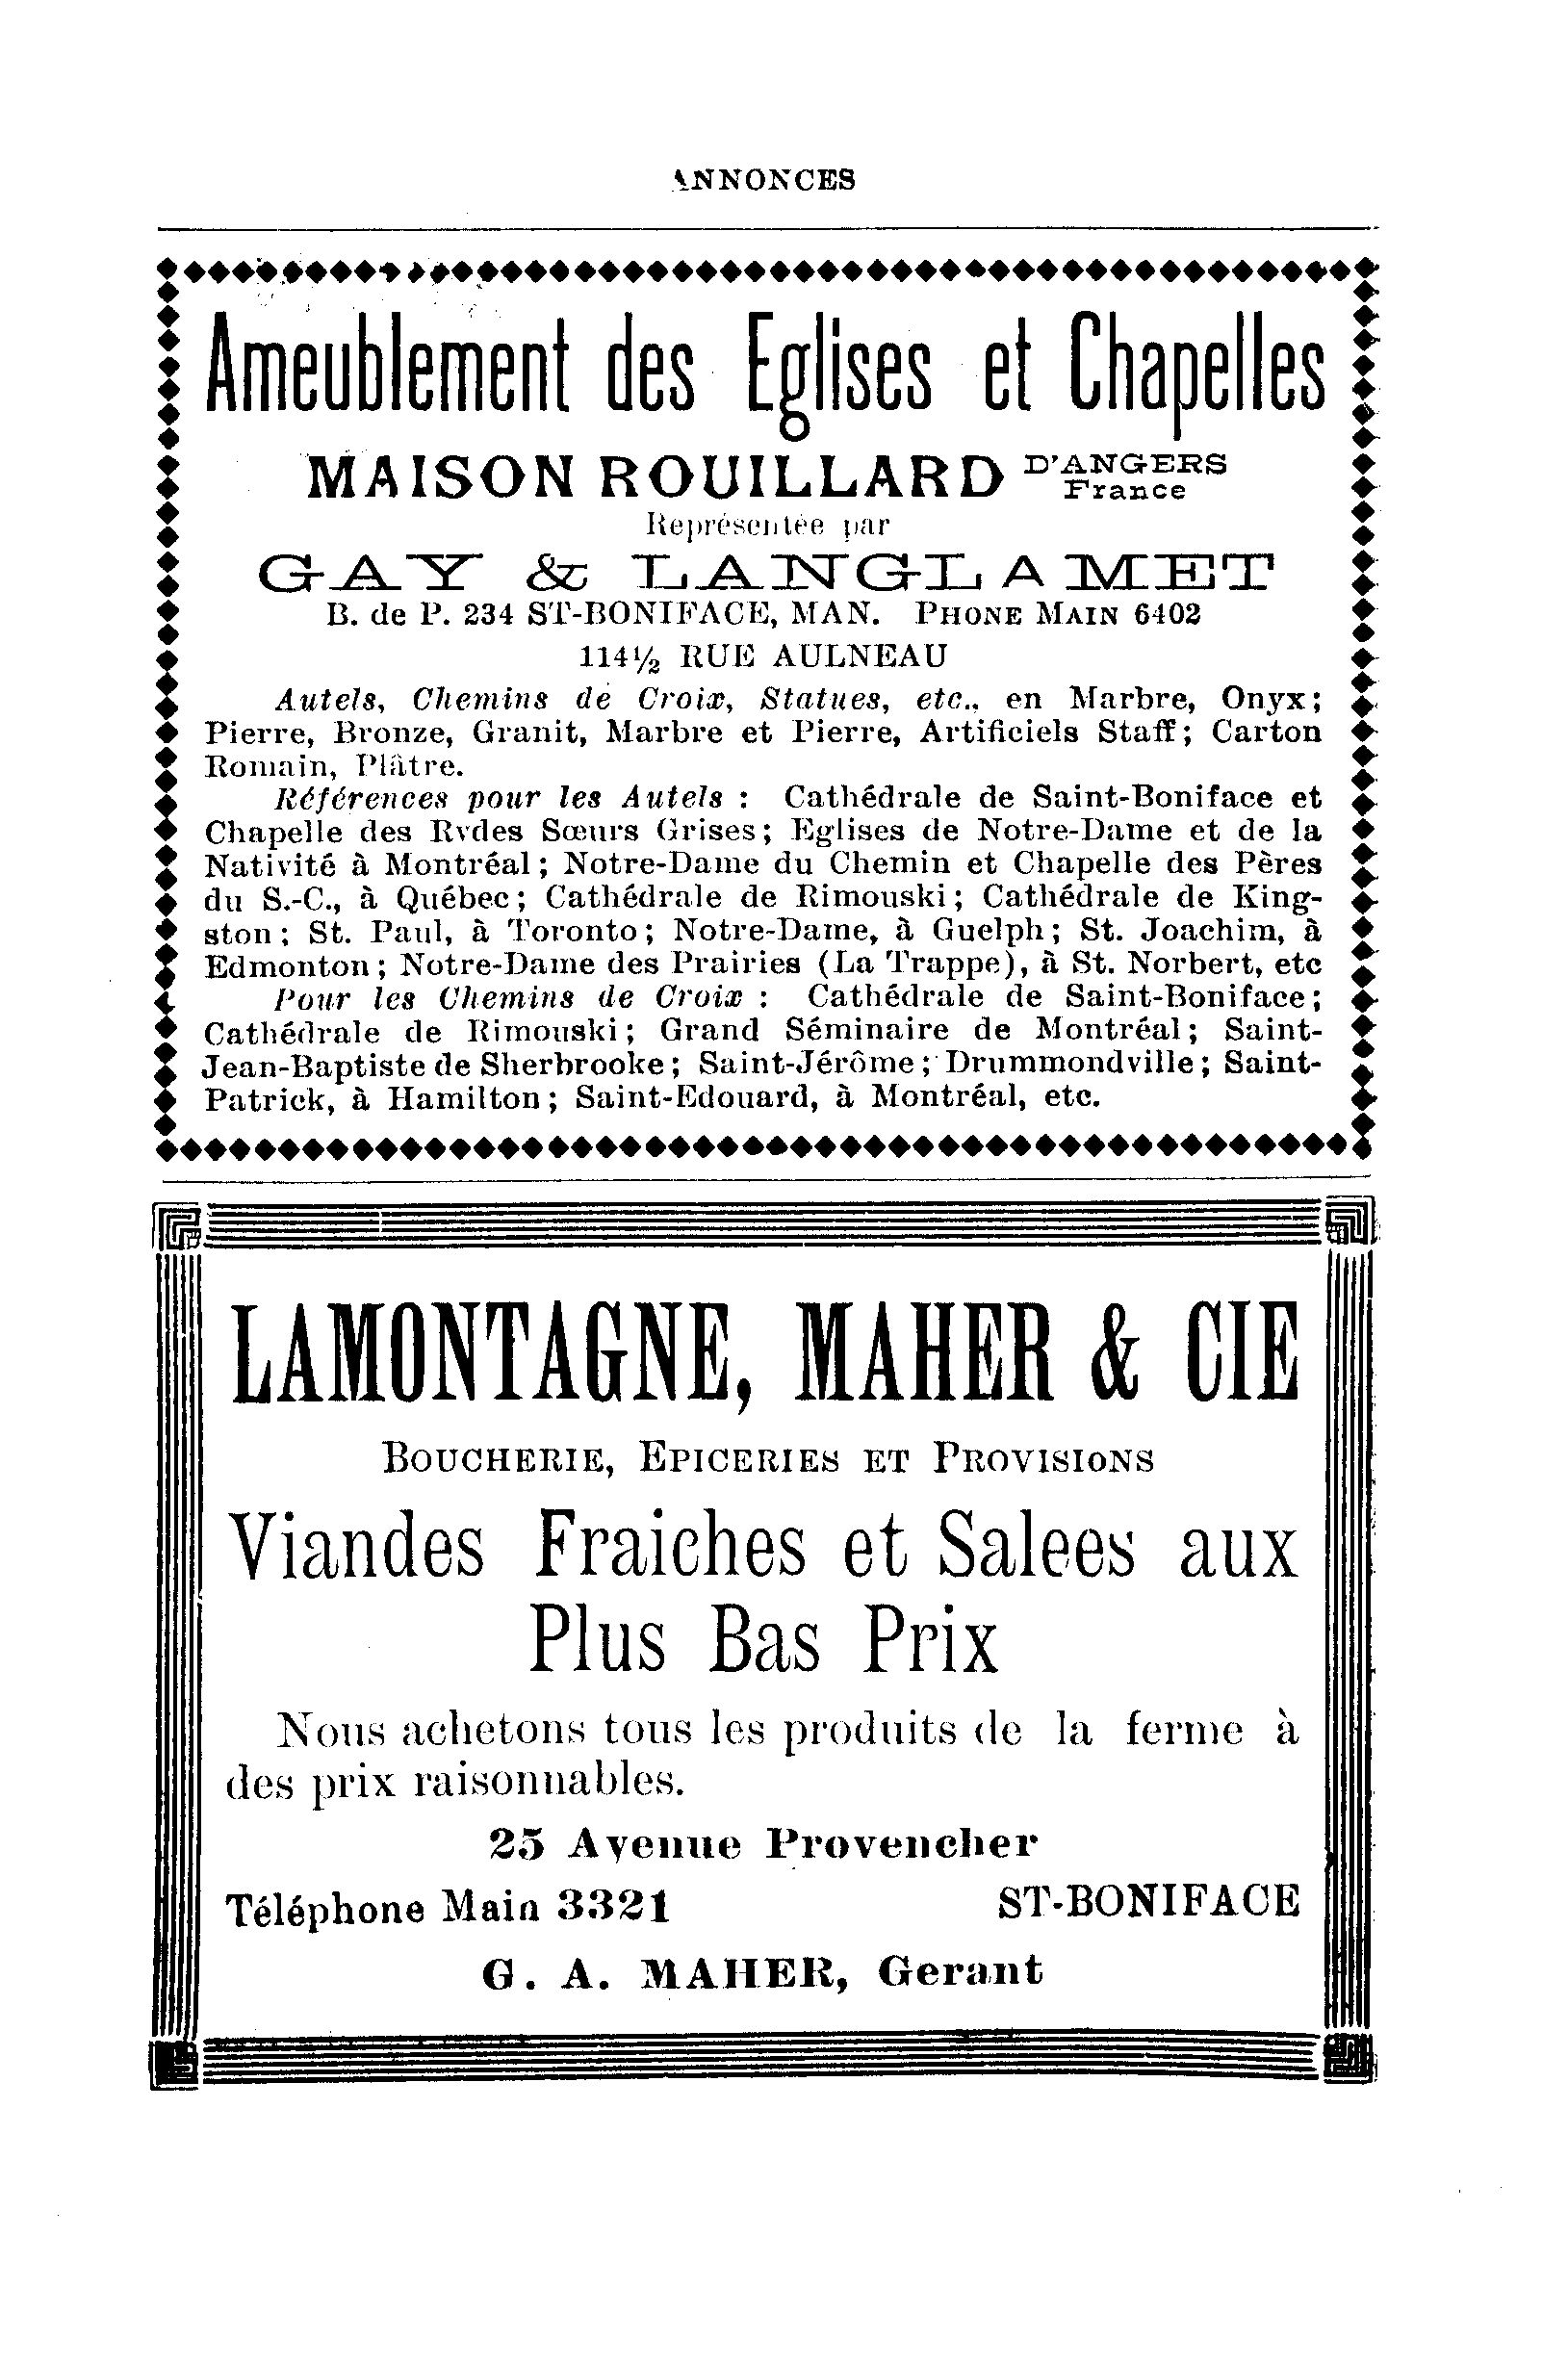 ANNONCES
Ameublement des Eglises et Chapelles
MAISON ROUILLARD D'ANGERS
France
Représentée par
GAY & LANGLAMET
B. de P. 234 ST-BONIFACE, MAN. PHONE MAIN 6402
114½ RUE AULNEAU
Autels, Chemins de Croix, Statues, etc., en Marbre, Onyx;
Pierre, Bronze, Granit, Marbre et Pierre, Artificiels Staff; Carton
Romain, Plâtre.
Références pour les Autels : Cathédrale de Saint-Boniface et
Chapelle des Rvdes Sœurs Grises; Eglises de Notre-Dame et de la
Nativité à Montréal; Notre-Dame du Chemin et Chapelle des Pères
du S.-C., à Québec; Cathédrale de Rimouski; Cathédrale de King-
ston; St. Paul, à Toronto; Notre-Dame, à Guelph; St. Joachim, à
Edmonton; Notre-Dame des Prairies (La Trappe), à St. Norbert, etc
Pour les Chemins de Croix : Cathédrale de Saint-Boniface;
Cathédrale de Rimouski; Grand Séminaire de Montréal; Saint-
Jean-Baptiste de Sherbrooke; Saint-Jérôme; Drummondville; Saint-
Patrick, à Hamilton; Saint-Edouard, à Montréal, etc.
LAMONTAGNE, MAHER & CIE
BOUCHERIE, EPICERIES ET PROVISIONS
Viandes Fraiches et Salees aux
Plus Bas Prix
Nous achetons tous les produits de la ferme à
des prix raisonnables.
25 Avenue Provencher
Téléphone Main 3321 ST-BONIFACE
G. A. MAHER, Gerant